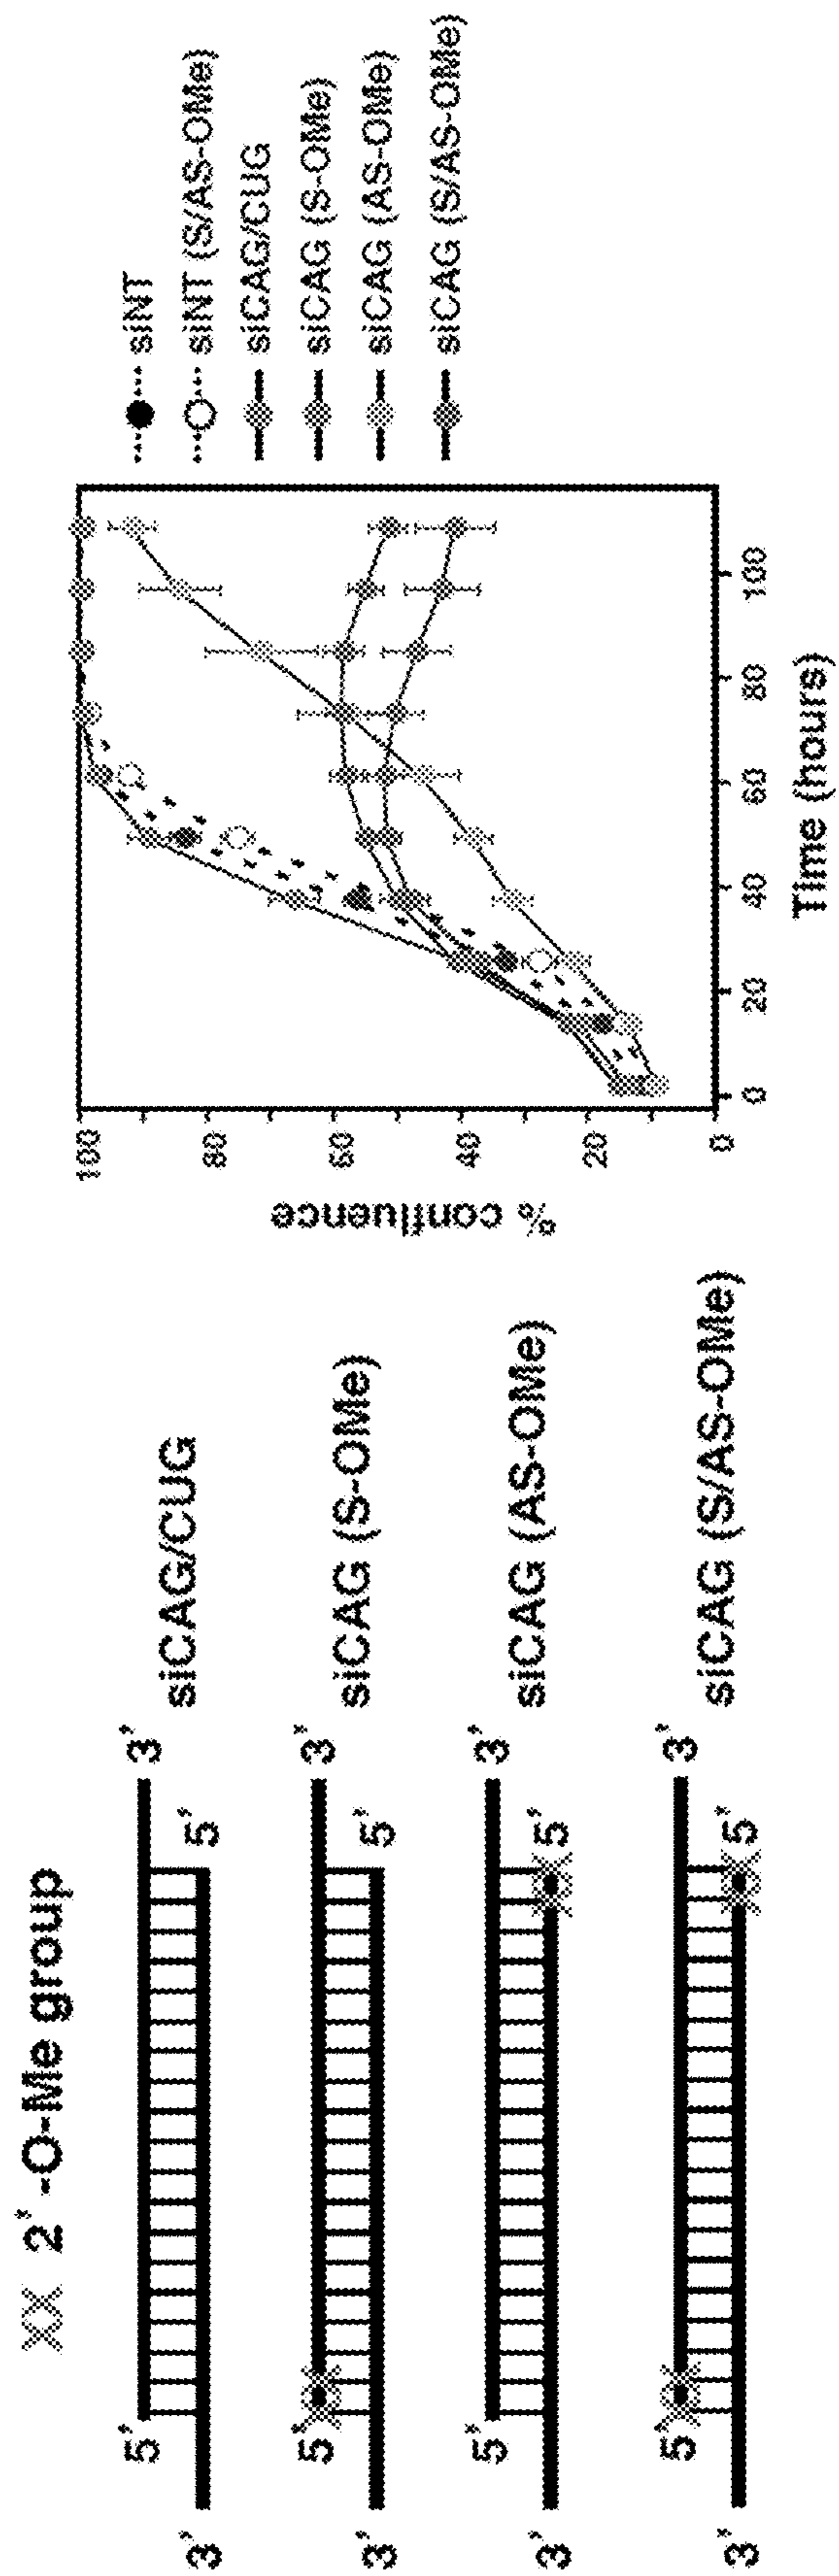 XX 2'-O-Me group
5' 3' siCAG/CUG
3' 5'
5' 3' siCAG (S-OMe)
3' 5'
5' 3' siCAG (AS-OMe)
3' 5'
5' 3' siCAG (S/AS-OMe)
3' 5'
% confluence
100
80
60
40
20
0
0 20 40 60 80 100
Time (hours)
siNT
siNT (S/AS-OMe)
siCAG/CUG
siCAG (S-OMe)
siCAG (AS-OMe)
siCAG (S/AS-OMe)